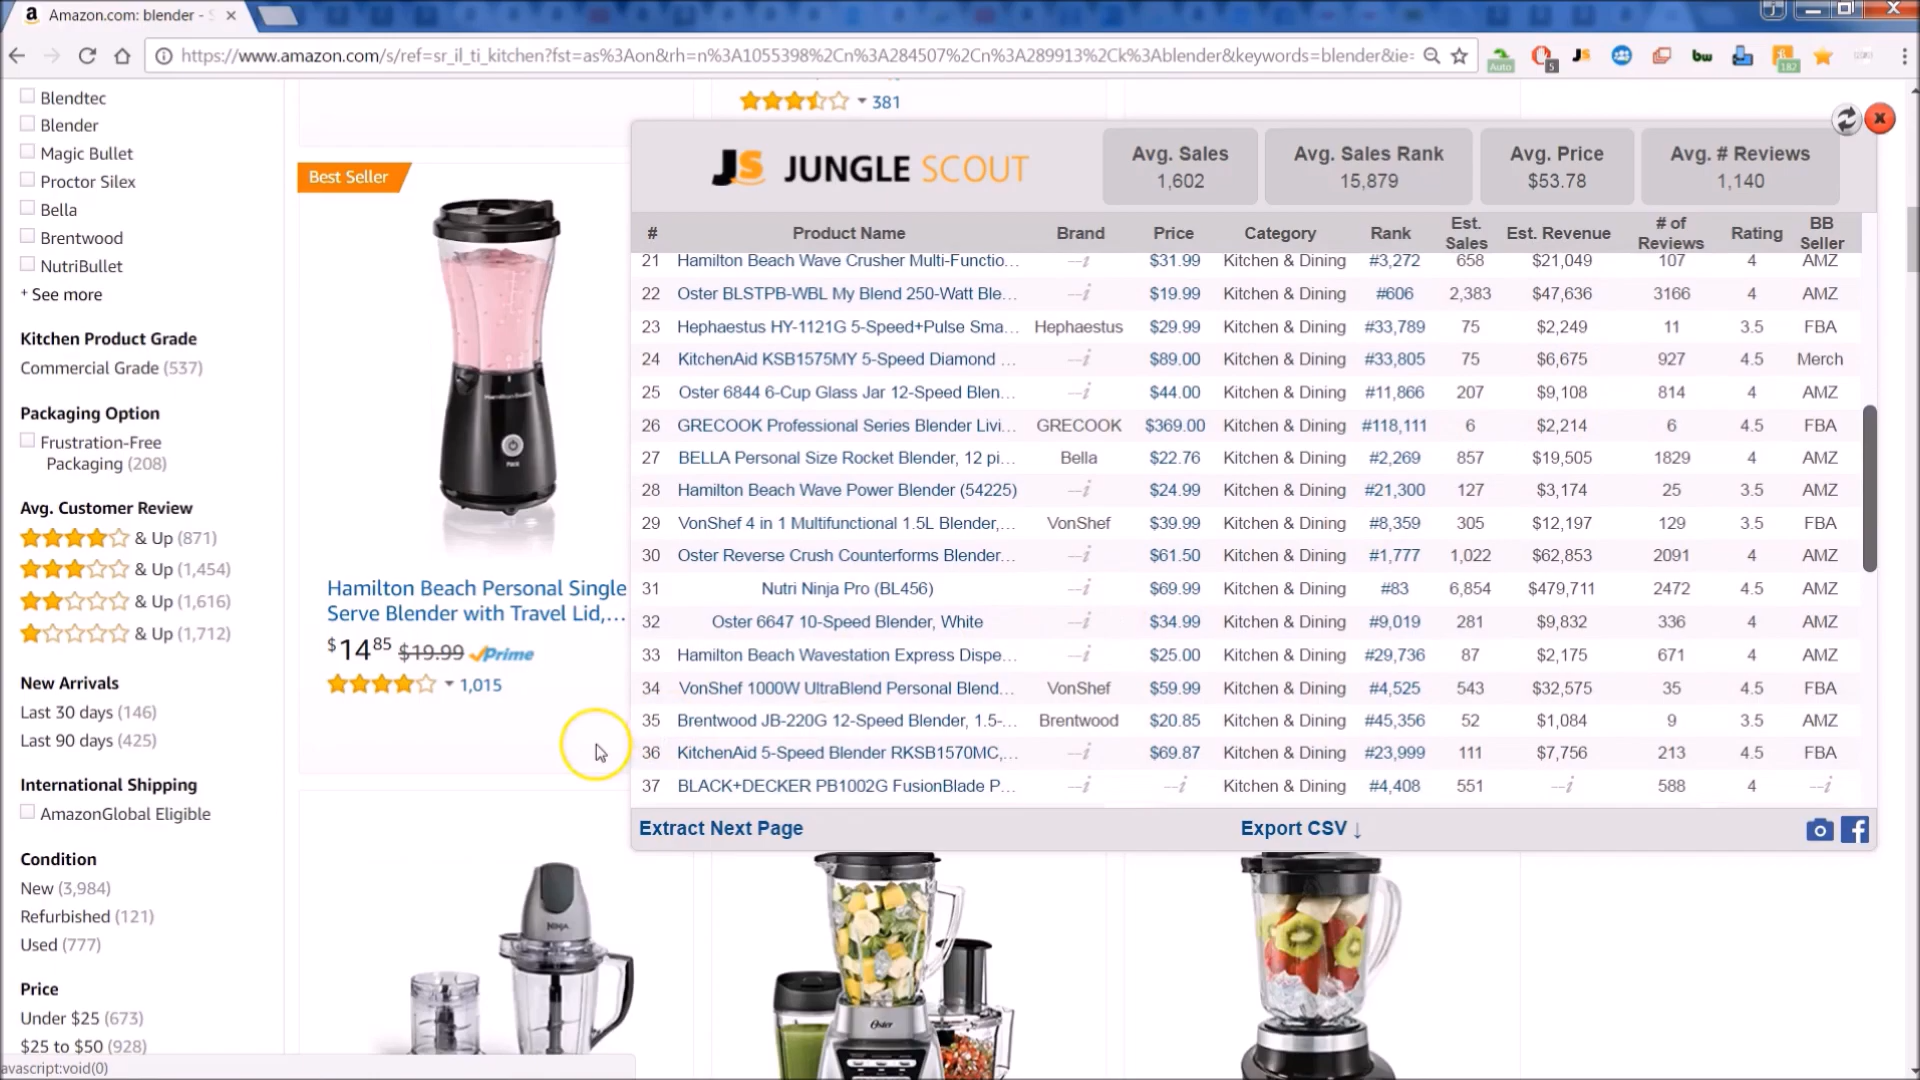 Amazon.com: blender - S
https://www.amazon.com/s/ref=sr_il_ti_kitchen?fst=as%3Aon&rh=n%3A1055398%2Cn%3A284507%2Cn%3A289913%2Ck%3Ablender&keywords=blender&ie=
Auto
5
JS
bw
182
Blendtec
Blender
Magic Bullet
Proctor Silex
Bella
Brentwood
NutriBullet
+ See more
Kitchen Product Grade
Commercial Grade (537)
Packaging Option
Frustration-Free
Packaging (208)
Avg. Customer Review
& Up (871)
& Up (1,454)
& Up (1,616)
& Up (1,712)
New Arrivals
Last 30 days (146)
Last 90 days (425)
International Shipping
AmazonGlobal Eligible
Condition
New (3,984)
Refurbished (121)
Used (777)
Price
Under $25 (673)
$25 to $50 (928)
avascript:void(0)
381
Best Seller
Hamilton Beach Personal Single
Serve Blender with Travel Lid,...
$14 85 $19.99 Prime
1,015
NINJA
Oster
JS JUNGLE SCOUT
Avg. Sales
1,602
Avg. Sales Rank
15,879
Avg. Price
$53.78
Avg. # Reviews
1,140
# Product Name Brand Price Category Rank Est. Sales Est. Revenue # of Reviews Rating BB Seller
21 Hamilton Beach Wave Crusher Multi-Functio... --i $31.99 Kitchen & Dining #3,272 658 $21,049 107 4 AMZ
22 Oster BLSTPB-WBL My Blend 250-Watt Ble... --i $19.99 Kitchen & Dining #606 2,383 $47,636 3166 4 AMZ
23 Hephaestus HY-1121G 5-Speed+Pulse Sma... Hephaestus $29.99 Kitchen & Dining #33,789 75 $2,249 11 3.5 FBA
24 KitchenAid KSB1575MY 5-Speed Diamond ... --i $89.00 Kitchen & Dining #33,805 75 $6,675 927 4.5 Merch
25 Oster 6844 6-Cup Glass Jar 12-Speed Blen... --i $44.00 Kitchen & Dining #11,866 207 $9,108 814 4 AMZ
26 GRECOOK Professional Series Blender Livi... GRECOOK $369.00 Kitchen & Dining #118,111 6 $2,214 6 4.5 FBA
27 BELLA Personal Size Rocket Blender, 12 pi... Bella $22.76 Kitchen & Dining #2,269 857 $19,505 1829 4 AMZ
28 Hamilton Beach Wave Power Blender (54225) --i $24.99 Kitchen & Dining #21,300 127 $3,174 25 3.5 AMZ
29 VonShef 4 in 1 Multifunctional 1.5L Blender,... VonShef $39.99 Kitchen & Dining #8,359 305 $12,197 129 3.5 FBA
30 Oster Reverse Crush Counterforms Blender... --i $61.50 Kitchen & Dining #1,777 1,022 $62,853 2091 4 AMZ
31 Nutri Ninja Pro (BL456) --i $69.99 Kitchen & Dining #83 6,854 $479,711 2472 4.5 AMZ
32 Oster 6647 10-Speed Blender, White --i $34.99 Kitchen & Dining #9,019 281 $9,832 336 4 AMZ
33 Hamilton Beach Wavestation Express Dispe... --i $25.00 Kitchen & Dining #29,736 87 $2,175 671 4 AMZ
34 VonShef 1000W UltraBlend Personal Blend... VonShef $59.99 Kitchen & Dining #4,525 543 $32,575 35 4.5 FBA
35 Brentwood JB-220G 12-Speed Blender, 1.5-... Brentwood $20.85 Kitchen & Dining #45,356 52 $1,084 9 3.5 AMZ
36 KitchenAid 5-Speed Blender RKSB1570MC,... --i $69.87 Kitchen & Dining #23,999 111 $7,756 213 4.5 FBA
37 BLACK+DECKER PB1002G FusionBlade P... --i --i Kitchen & Dining #4,408 551 --i 588 4 --i
Extract Next Page
Export CSV ↓